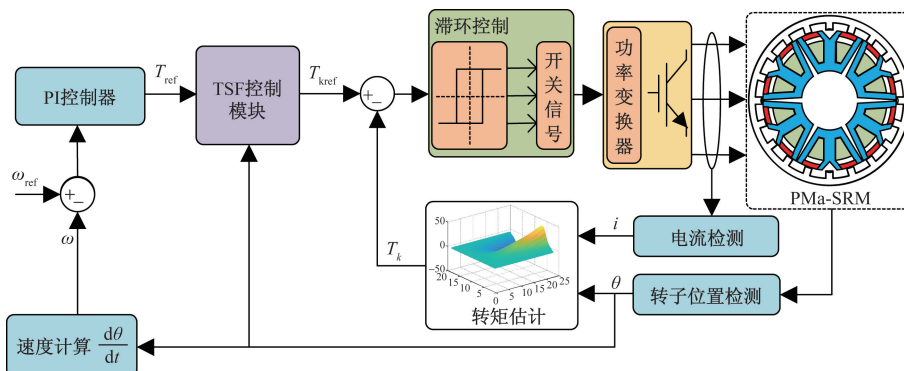 滞环控制
T_ref
T_kref
PI控制器
TSF控制
模块
+
−
开关信号
功率变换器
PMa-SRM
ω_ref
+
−
ω
T_k
50
0
−50
20
15
10
5
0
5
10
15
20
25
转矩估计
i
电流检测
θ
转子位置检测
速度计算 dθ/dt